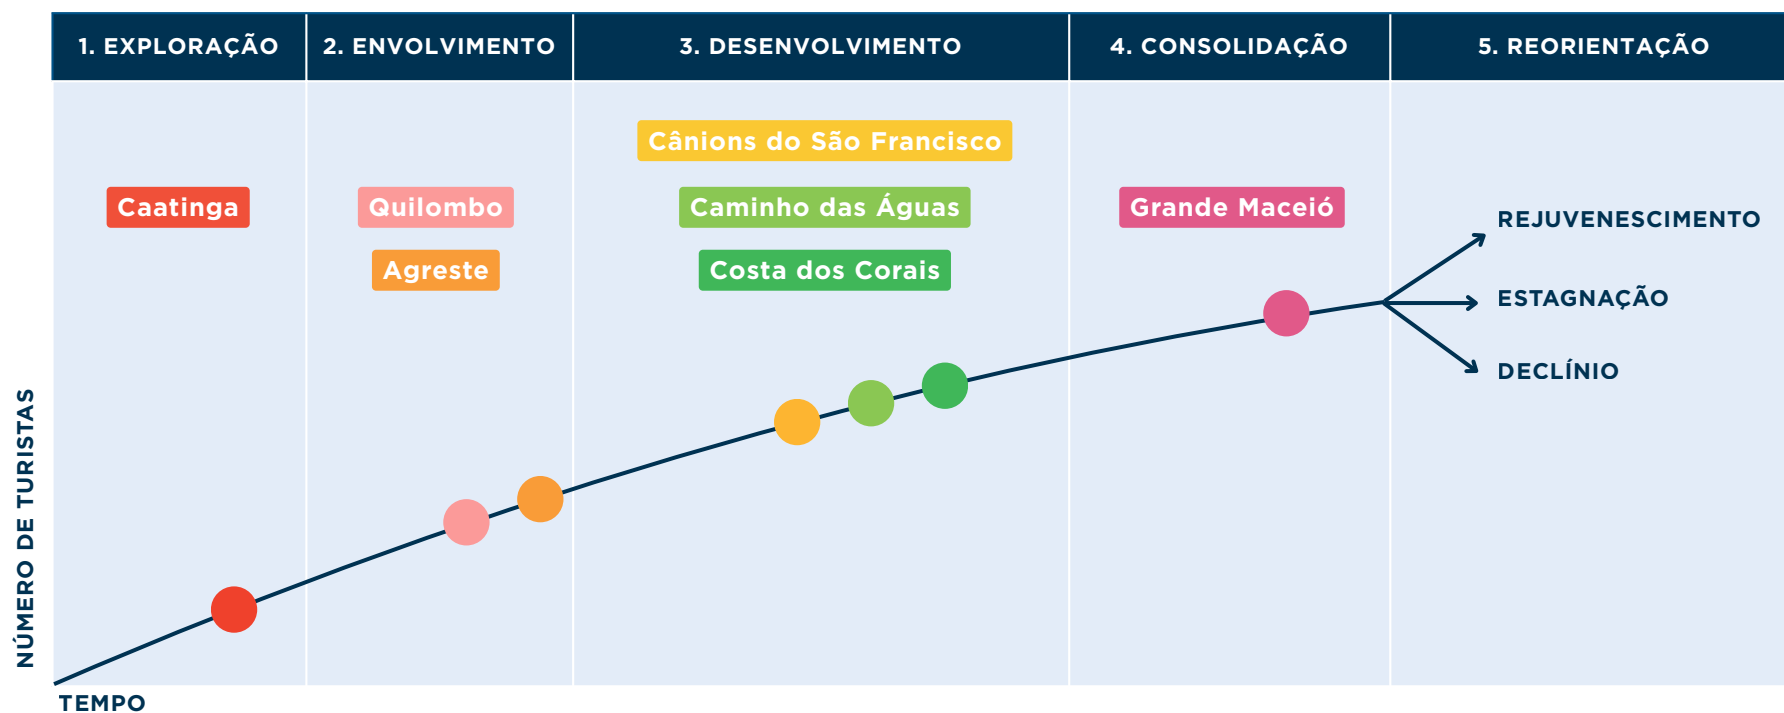 1. EXPLORAÇÃO
2. ENVOLVIMENTO
3. DESENVOLVIMENTO
4. CONSOLIDAÇÃO
5. REORIENTAÇÃO
Cânions do São Francisco
Caatinga
Quilombo
Caminho das Águas
Grande Maceió
Agreste
Costa dos Corais
REJUVENESCIMENTO
ESTAGNAÇÃO
DECLÍNIO
NÚMERO DE TURISTAS
TEMPO